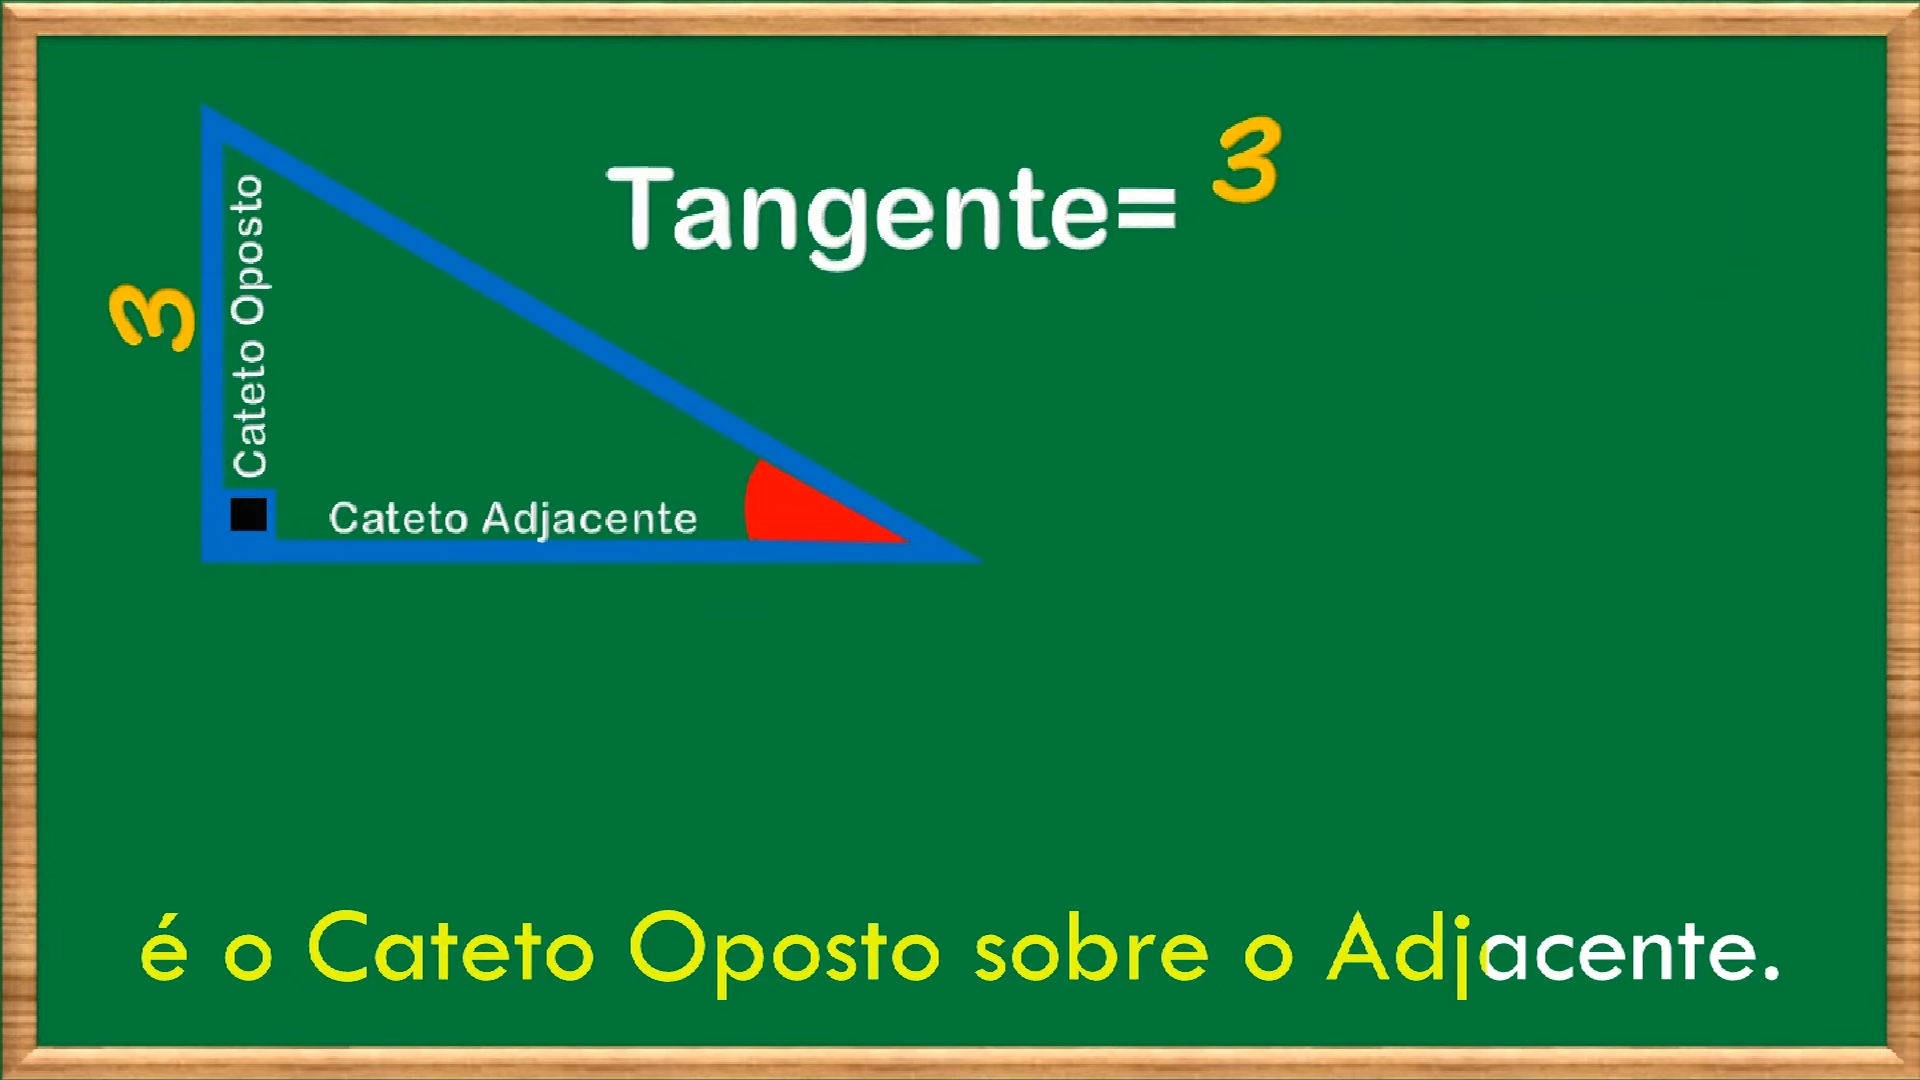 3
Tangente=
Cateto Oposto
3
Cateto Adjacente
é o Cateto Oposto sobre o Adjacente.